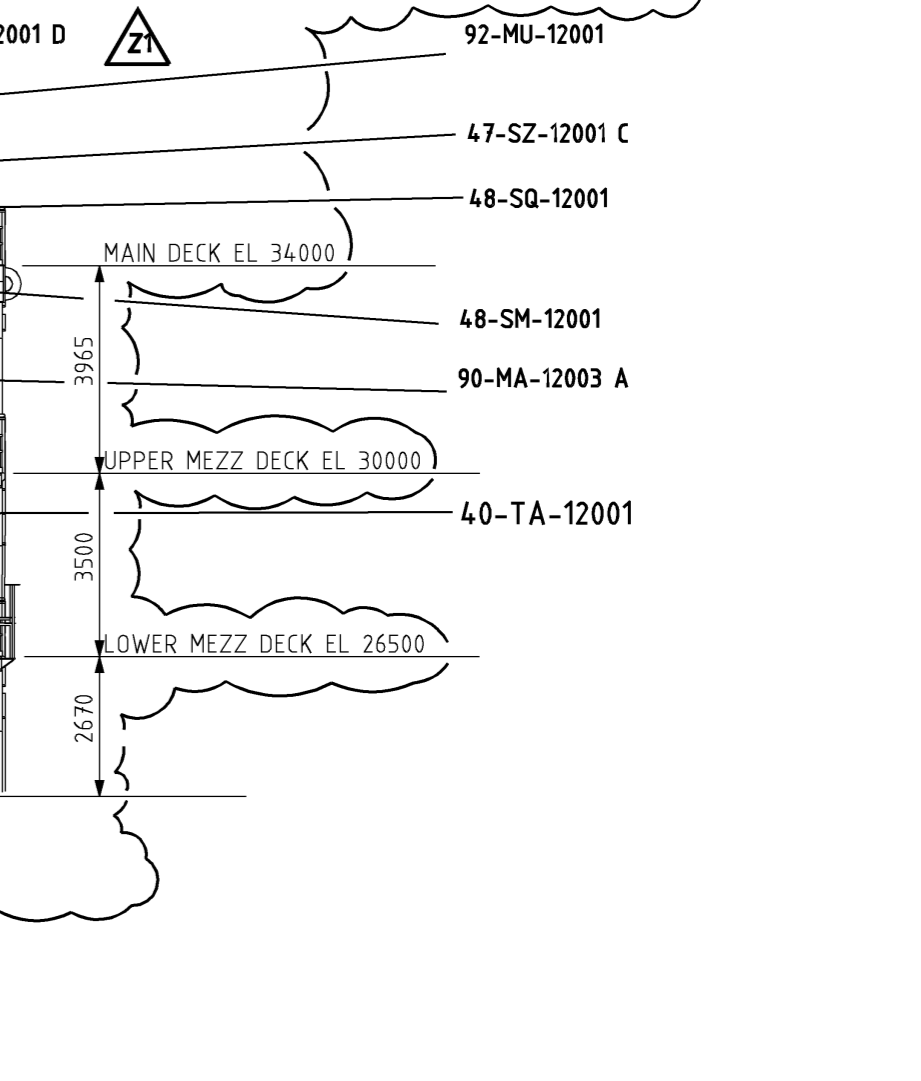 2001 D
Z1
92-MU-12001
47-SZ-12001 C
48-SQ-12001
MAIN DECK EL 34000
48-SM-12001
3965
90-MA-12003 A
UPPER MEZZ DECK EL 30000
40-TA-12001
3500
LOWER MEZZ DECK EL 26500
2670